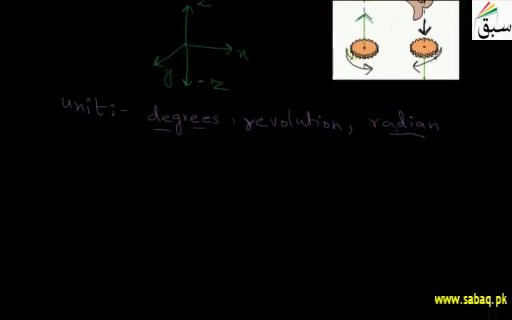 z
سبق
x
y
-z
unit:- degrees, revolution, radian
www.sabaq.pk